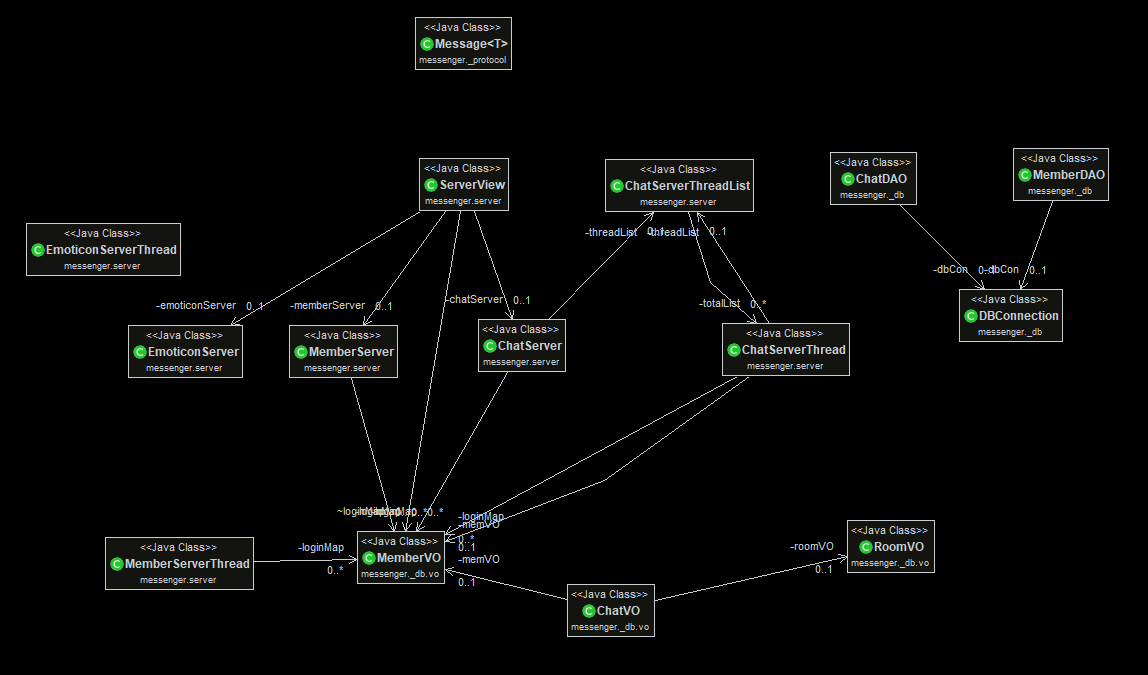 <<Java Class>>
Message<T>
messenger._protocol
<<Java Class>>
ServerView
messenger.server
<<Java Class>>
ChatServerThreadList
messenger.server
<<Java Class>>
ChatDAO
messenger._db
<<Java Class>>
MemberDAO
messenger._db
<<Java Class>>
EmoticonServerThread
messenger.server
-threadList
0..1
-threadList
0..1
-dbCon
0..1
-dbCon
0..1
-emoticonServer
0..1
-memberServer
0..1
-chatServer
0..1
-totalList
0..*
<<Java Class>>
DBConnection
messenger._db
<<Java Class>>
EmoticonServer
messenger.server
<<Java Class>>
MemberServer
messenger.server
<<Java Class>>
ChatServer
messenger.server
<<Java Class>>
ChatServerThread
messenger.server
~loginMap
0..*
0..*
-loginMap
-memVO
0..*
0..1
<<Java Class>>
MemberServerThread
messenger.server
-loginMap
0..*
<<Java Class>>
MemberVO
messenger._db.vo
-memVO
0..1
-roomVO
0..1
<<Java Class>>
RoomVO
messenger._db.vo
<<Java Class>>
ChatVO
messenger._db.vo